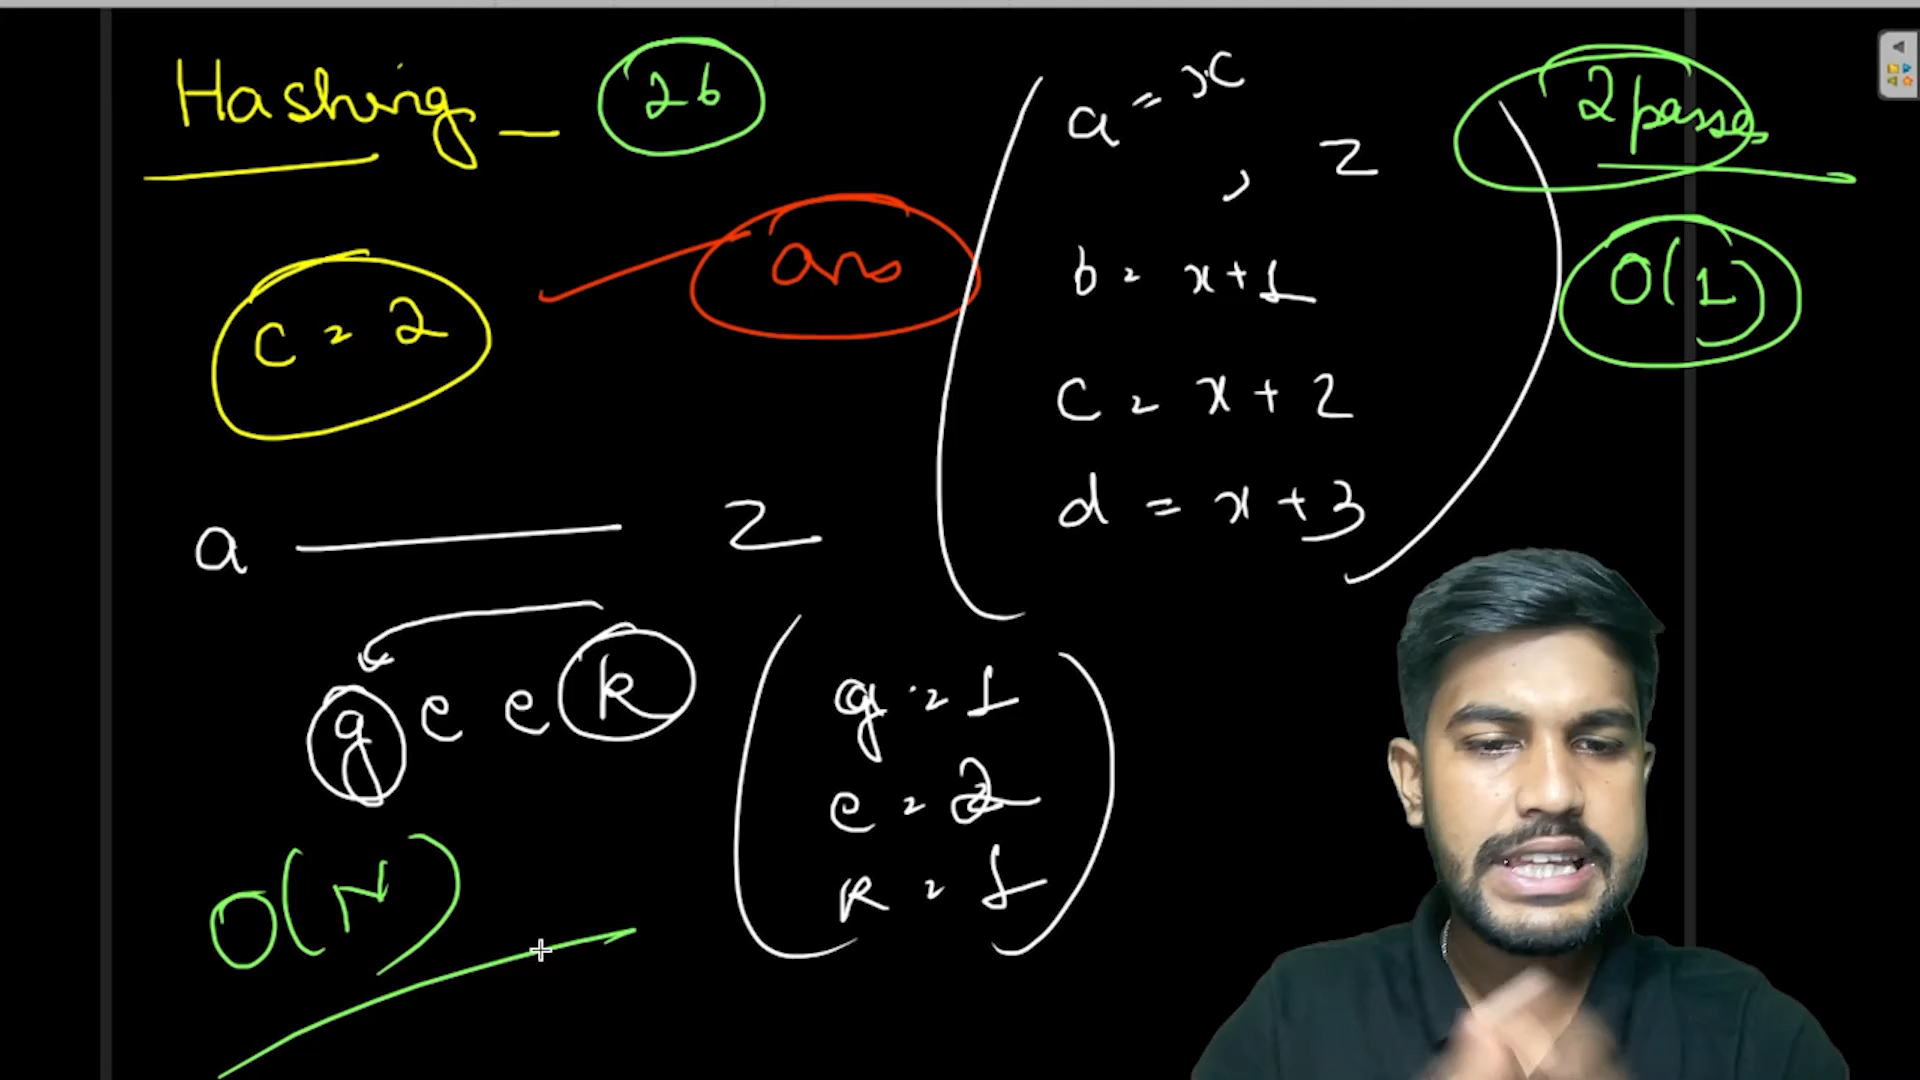 Hashing - 26
2 passes
O(1)
c = 2
ans
a = x
, z
b = x+1
c = x + 2
d = x + 3
a z
g e e k
g = 1
e = 2
k = 1
O(N)